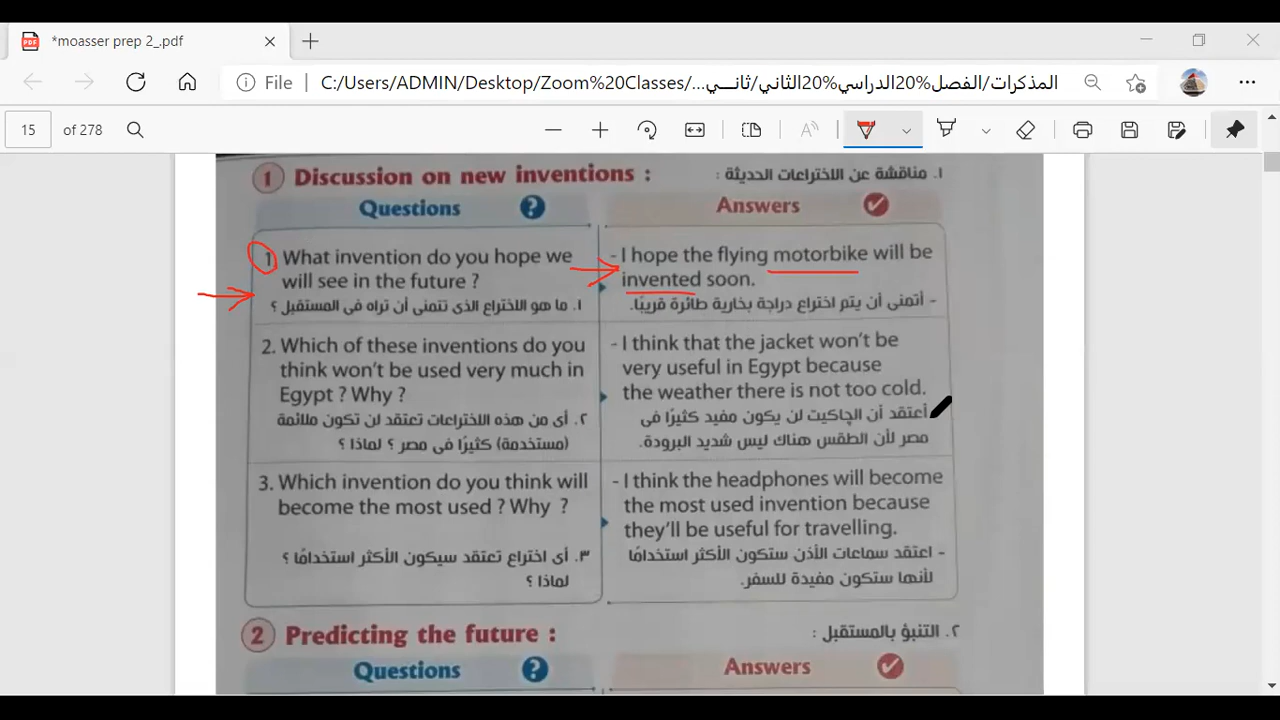 *moasser prep 2_.pdf
File
C:/Users/ADMIN/Desktop/Zoom%20Classes/المذكرات/الفصل%20الدراسي%20الثاني/ثانــي...
15 of 278
1 Discussion on new inventions :
١. مناقشة عن الاختراعات الحديثة :
Questions ?
Answers
1. What invention do you hope we
will see in the future ?
١. ما هو الاختراع الذى تتمنى أن تراه فى المستقبل ؟
- I hope the flying motorbike will be
invented soon.
- أتمنى أن يتم اختراع دراجة بخارية طائرة قريبًا.
2. Which of these inventions do you
think won't be used very much in
Egypt ? Why ?
٢. أى من هذه الاختراعات تعتقد لن تكون ملائمة
(مستخدمة) كثيرًا فى مصر ؟ لماذا ؟
- I think that the jacket won't be
very useful in Egypt because
the weather there is not too cold.
أعتقد أن الچاكيت لن يكون مفيد كثيرًا فى
مصر لأن الطقس هناك ليس شديد البرودة.
3. Which invention do you think will
become the most used ? Why ?
٣. أى اختراع تعتقد سيكون الأكثر استخدامًا ؟
لماذا ؟
- I think the headphones will become
the most used invention because
they'll be useful for travelling.
- اعتقد سماعات الأذن ستكون الأكثر استخدامًا
لأنها ستكون مفيدة للسفر.
2 Predicting the future :
٢. التنبؤ بالمستقبل :
Questions ?
Answers